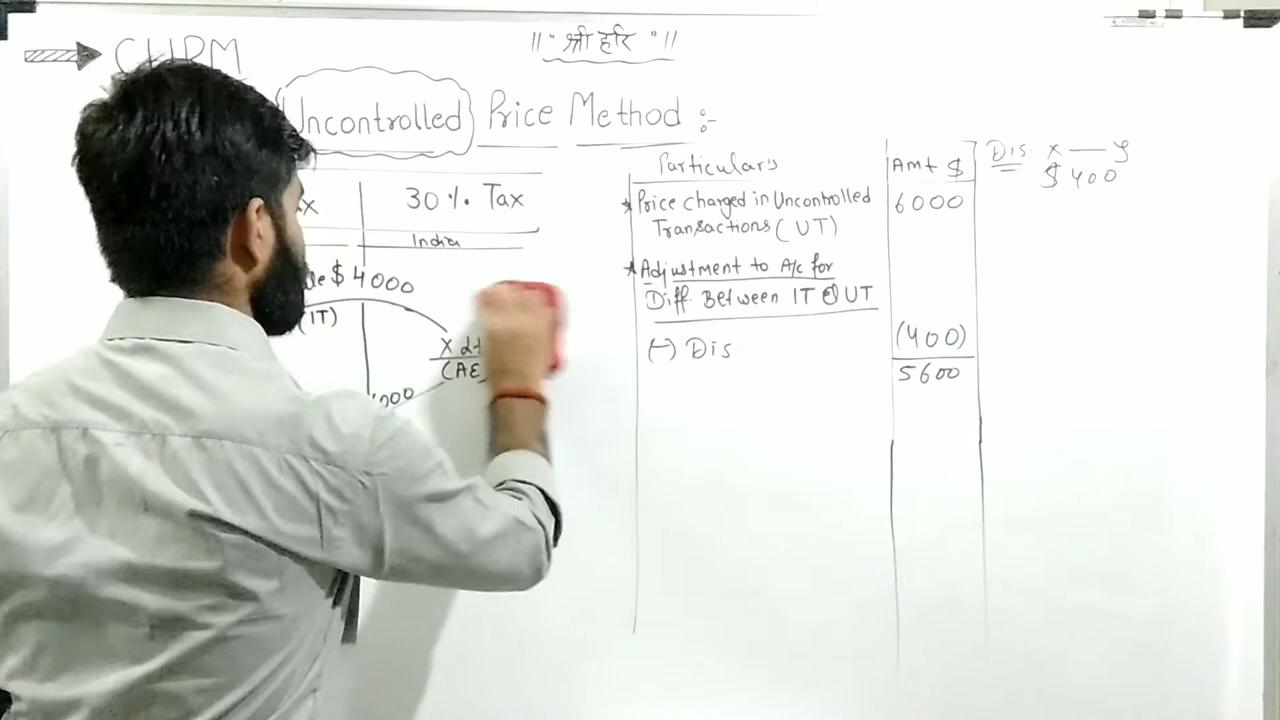 || " श्री हरि " ||
CUPM
Uncontrolled Price Method :-
30% Tax
India
$ 4000
(IT)
(AE)
Particular's
Amt $
* Price charged in Uncontrolled
Transactions (UT)
6000
* Adjustment to A/c for
Diff. Between IT & UT
(-) Dis.
(400)
5600
Dis. X — Y
$ 400